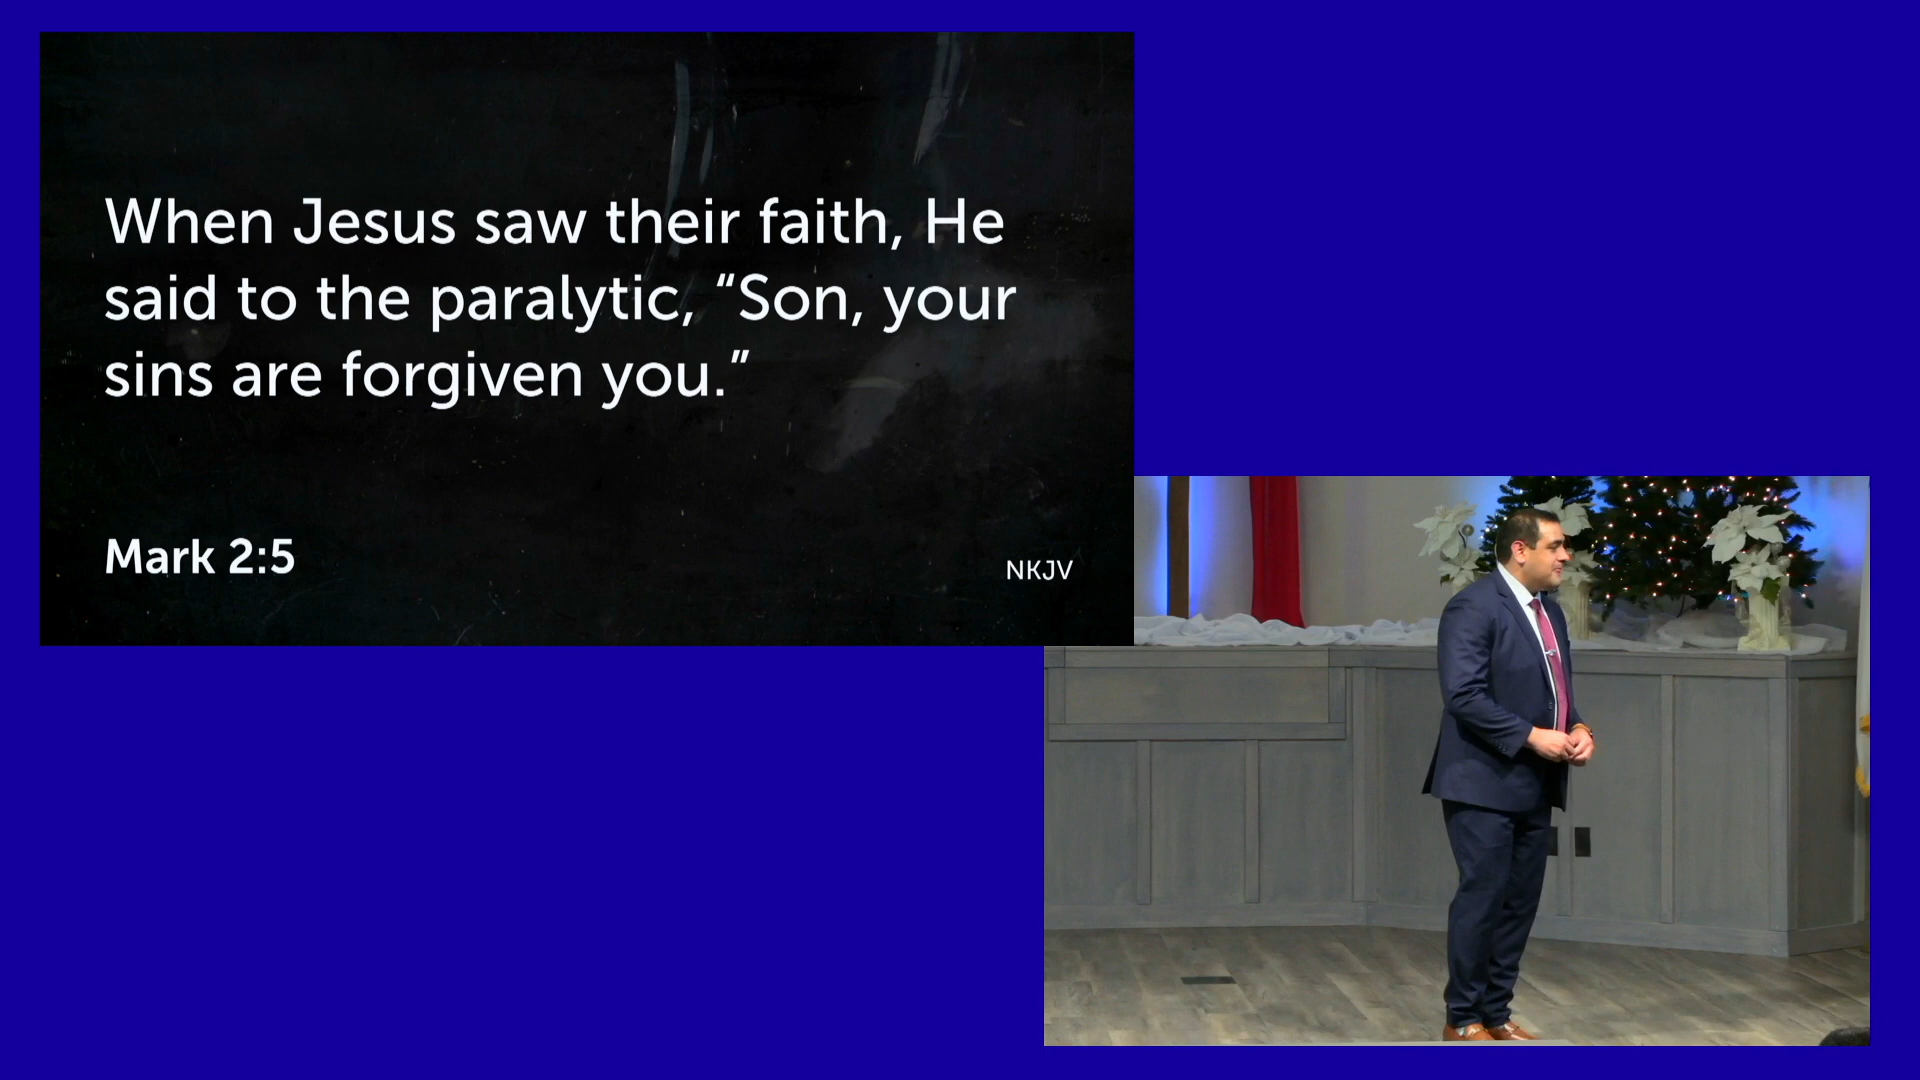 When Jesus saw their faith, He
said to the paralytic, “Son, your
sins are forgiven you.”
Mark 2:5
NKJV